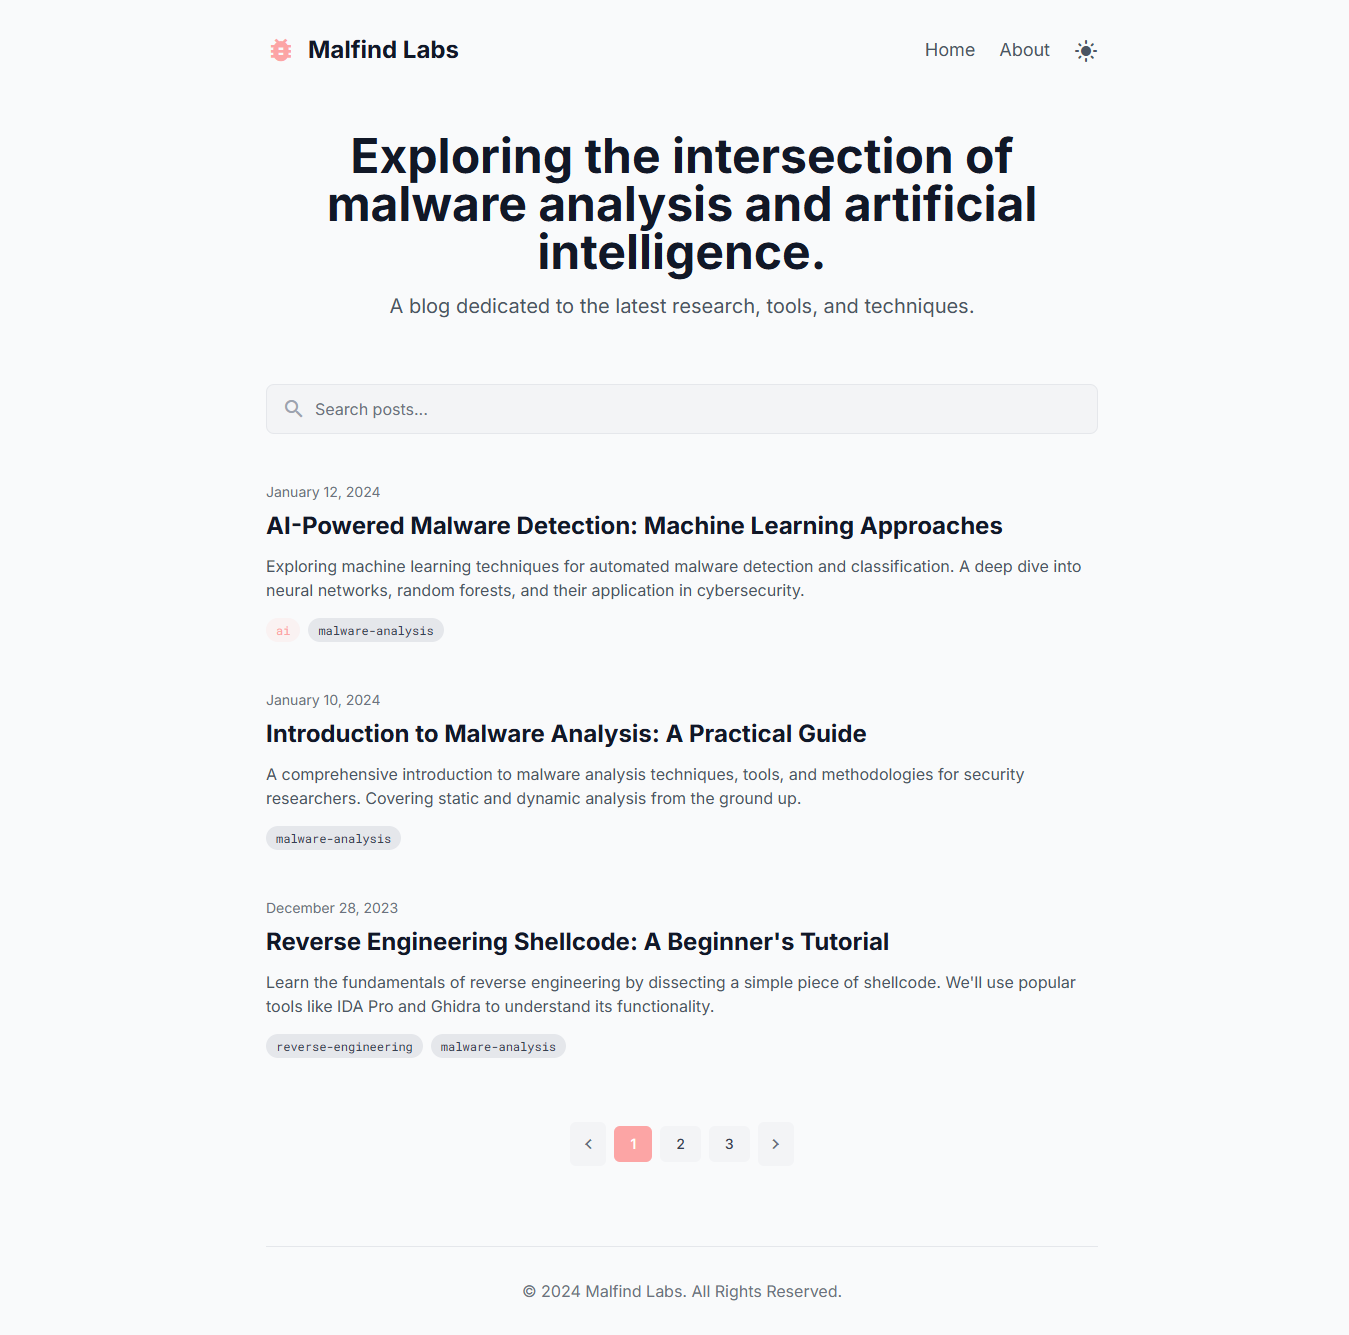 Malfind Labs
Home About
Exploring the intersection of
malware analysis and artificial
intelligence.
A blog dedicated to the latest research, tools, and techniques.
Search posts...
January 12, 2024
AI-Powered Malware Detection: Machine Learning Approaches
Exploring machine learning techniques for automated malware detection and classification. A deep dive into
neural networks, random forests, and their application in cybersecurity.
ai malware-analysis
January 10, 2024
Introduction to Malware Analysis: A Practical Guide
A comprehensive introduction to malware analysis techniques, tools, and methodologies for security
researchers. Covering static and dynamic analysis from the ground up.
malware-analysis
December 28, 2023
Reverse Engineering Shellcode: A Beginner's Tutorial
Learn the fundamentals of reverse engineering by dissecting a simple piece of shellcode. We'll use popular
tools like IDA Pro and Ghidra to understand its functionality.
reverse-engineering malware-analysis
1 2 3
© 2024 Malfind Labs. All Rights Reserved.